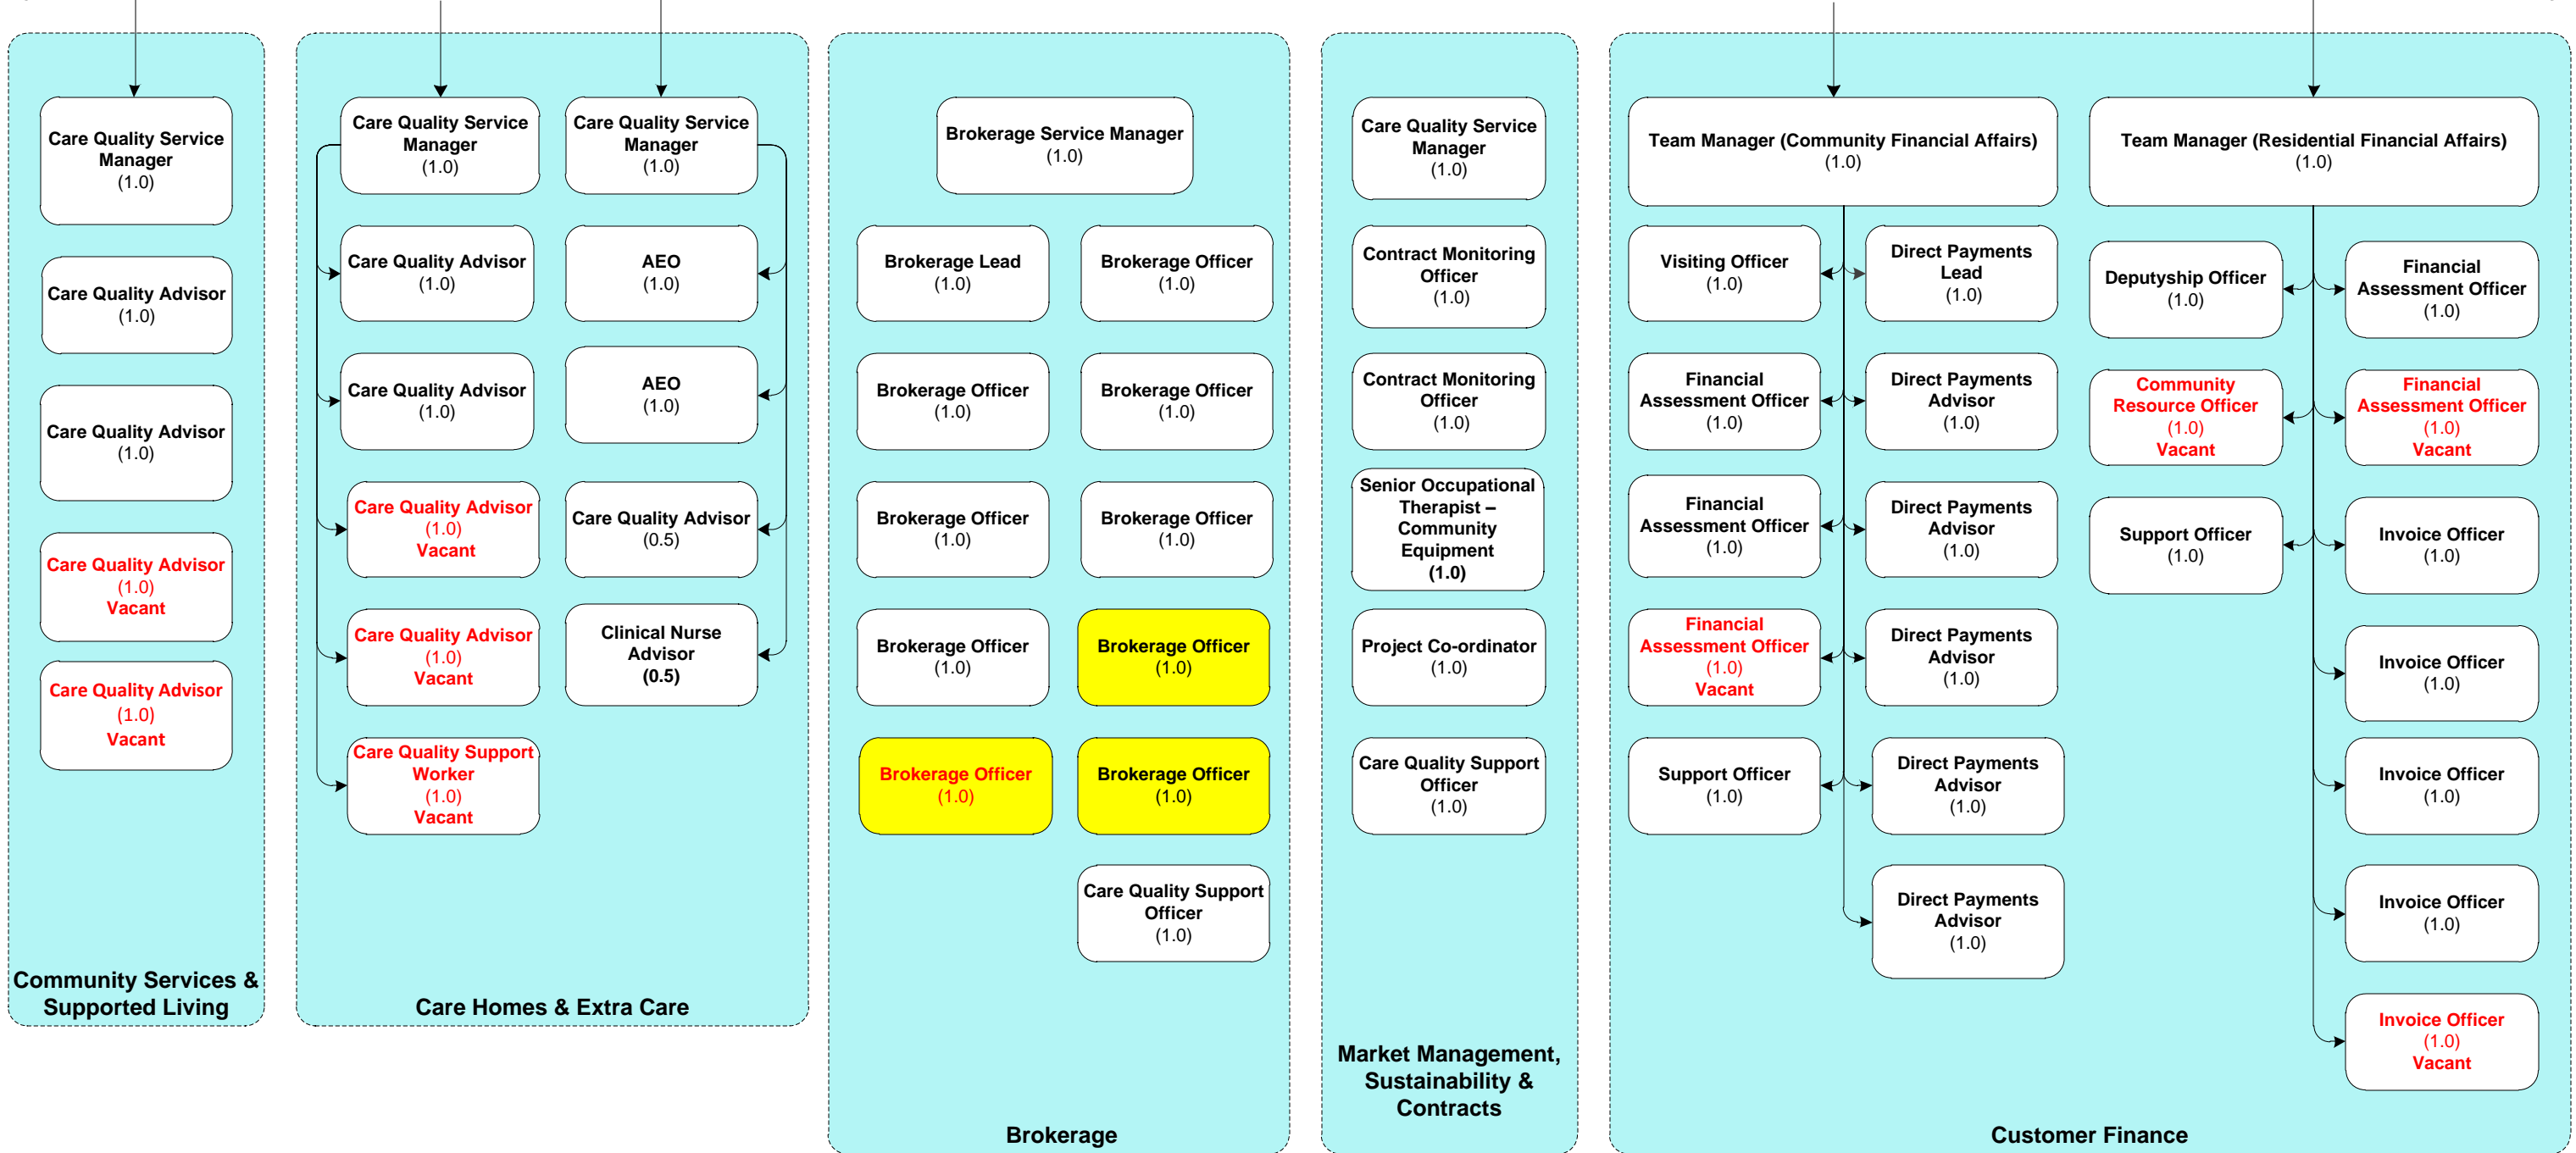 Care Quality Service
Manager
(1.0)
Care Quality Advisor
(1.0)
Care Quality Advisor
(1.0)
Care Quality Advisor
(1.0)
Vacant
Care Quality Advisor
(1.0)
Vacant
Community Services &
Supported Living
Care Quality Service
Manager
(1.0)
Care Quality Advisor
(1.0)
Care Quality Advisor
(1.0)
Care Quality Advisor
(1.0)
Vacant
Care Quality Advisor
(1.0)
Vacant
Care Quality Support
Worker
(1.0)
Vacant
Care Quality Service
Manager
(1.0)
AEO
(1.0)
AEO
(1.0)
Care Quality Advisor
(0.5)
Clinical Nurse
Advisor
(0.5)
Care Homes & Extra Care
Brokerage Service Manager
(1.0)
Brokerage Lead
(1.0)
Brokerage Officer
(1.0)
Brokerage Officer
(1.0)
Brokerage Officer
(1.0)
Brokerage Officer
(1.0)
Brokerage Officer
(1.0)
Brokerage Officer
(1.0)
Brokerage Officer
(1.0)
Brokerage Officer
(1.0)
Brokerage Officer
(1.0)
Care Quality Support
Officer
(1.0)
Brokerage
Care Quality Service
Manager
(1.0)
Contract Monitoring
Officer
(1.0)
Contract Monitoring
Officer
(1.0)
Senior Occupational
Therapist –
Community
Equipment
(1.0)
Project Co-ordinator
(1.0)
Care Quality Support
Officer
(1.0)
Market Management,
Sustainability &
Contracts
Team Manager (Community Financial Affairs)
(1.0)
Visiting Officer
(1.0)
Financial
Assessment Officer
(1.0)
Financial
Assessment Officer
(1.0)
Financial
Assessment Officer
(1.0)
Vacant
Support Officer
(1.0)
Direct Payments
Lead
(1.0)
Direct Payments
Advisor
(1.0)
Direct Payments
Advisor
(1.0)
Direct Payments
Advisor
(1.0)
Direct Payments
Advisor
(1.0)
Direct Payments
Advisor
(1.0)
Team Manager (Residential Financial Affairs)
(1.0)
Deputyship Officer
(1.0)
Community
Resource Officer
(1.0)
Vacant
Support Officer
(1.0)
Financial
Assessment Officer
(1.0)
Financial
Assessment Officer
(1.0)
Vacant
Invoice Officer
(1.0)
Invoice Officer
(1.0)
Invoice Officer
(1.0)
Invoice Officer
(1.0)
Invoice Officer
(1.0)
Vacant
Customer Finance